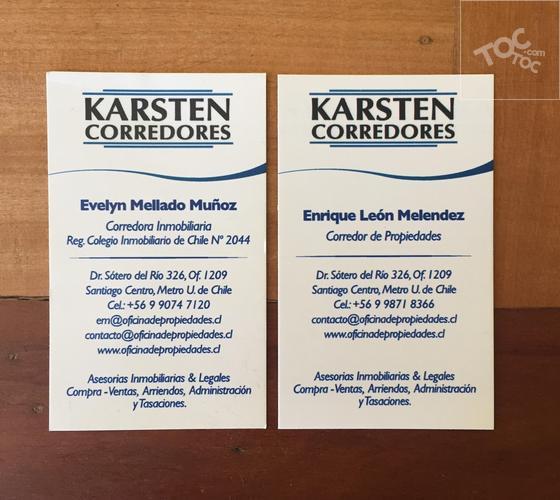 TOC
TOC
.com
KARSTEN
CORREDORES
Evelyn Mellado Muñoz
Corredora Inmobiliaria
Reg. Colegio Inmobiliario de Chile N° 2044
Dr. Sótero del Río 326, Of. 1209
Santiago Centro, Metro U. de Chile
Cel.: +56 9 9074 7120
em@oficinadepropiedades.cl
contacto@oficinadepropiedades.cl
www.oficinadepropiedades.cl
Asesorias Inmobiliarias & Legales
Compra - Ventas, Arriendos, Administración
y Tasaciones.
KARSTEN
CORREDORES
Enrique León Melendez
Corredor de Propiedades
Dr. Sótero del Río 326, Of. 1209
Santiago Centro, Metro U. de Chile
Cel.: +56 9 9871 8366
contacto@oficinadepropiedades.cl
www.oficinadepropiedades.cl
Asesorias Inmobiliarias & Legales
Compra - Ventas, Arriendos, Administración
y Tasaciones.